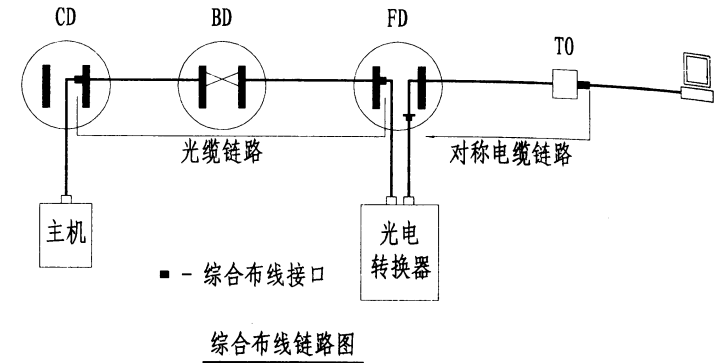 CD
BD
FD
TO
光缆链路
对称电缆链路
主机
光电
转换器
■ - 综合布线接口
综合布线链路图